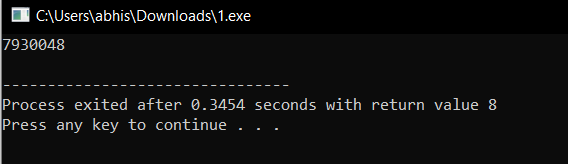 C:\Users\abhis\Downloads\1.exe
7930048
--------------------------------
Process exited after 0.3454 seconds with return value 8
Press any key to continue . . .